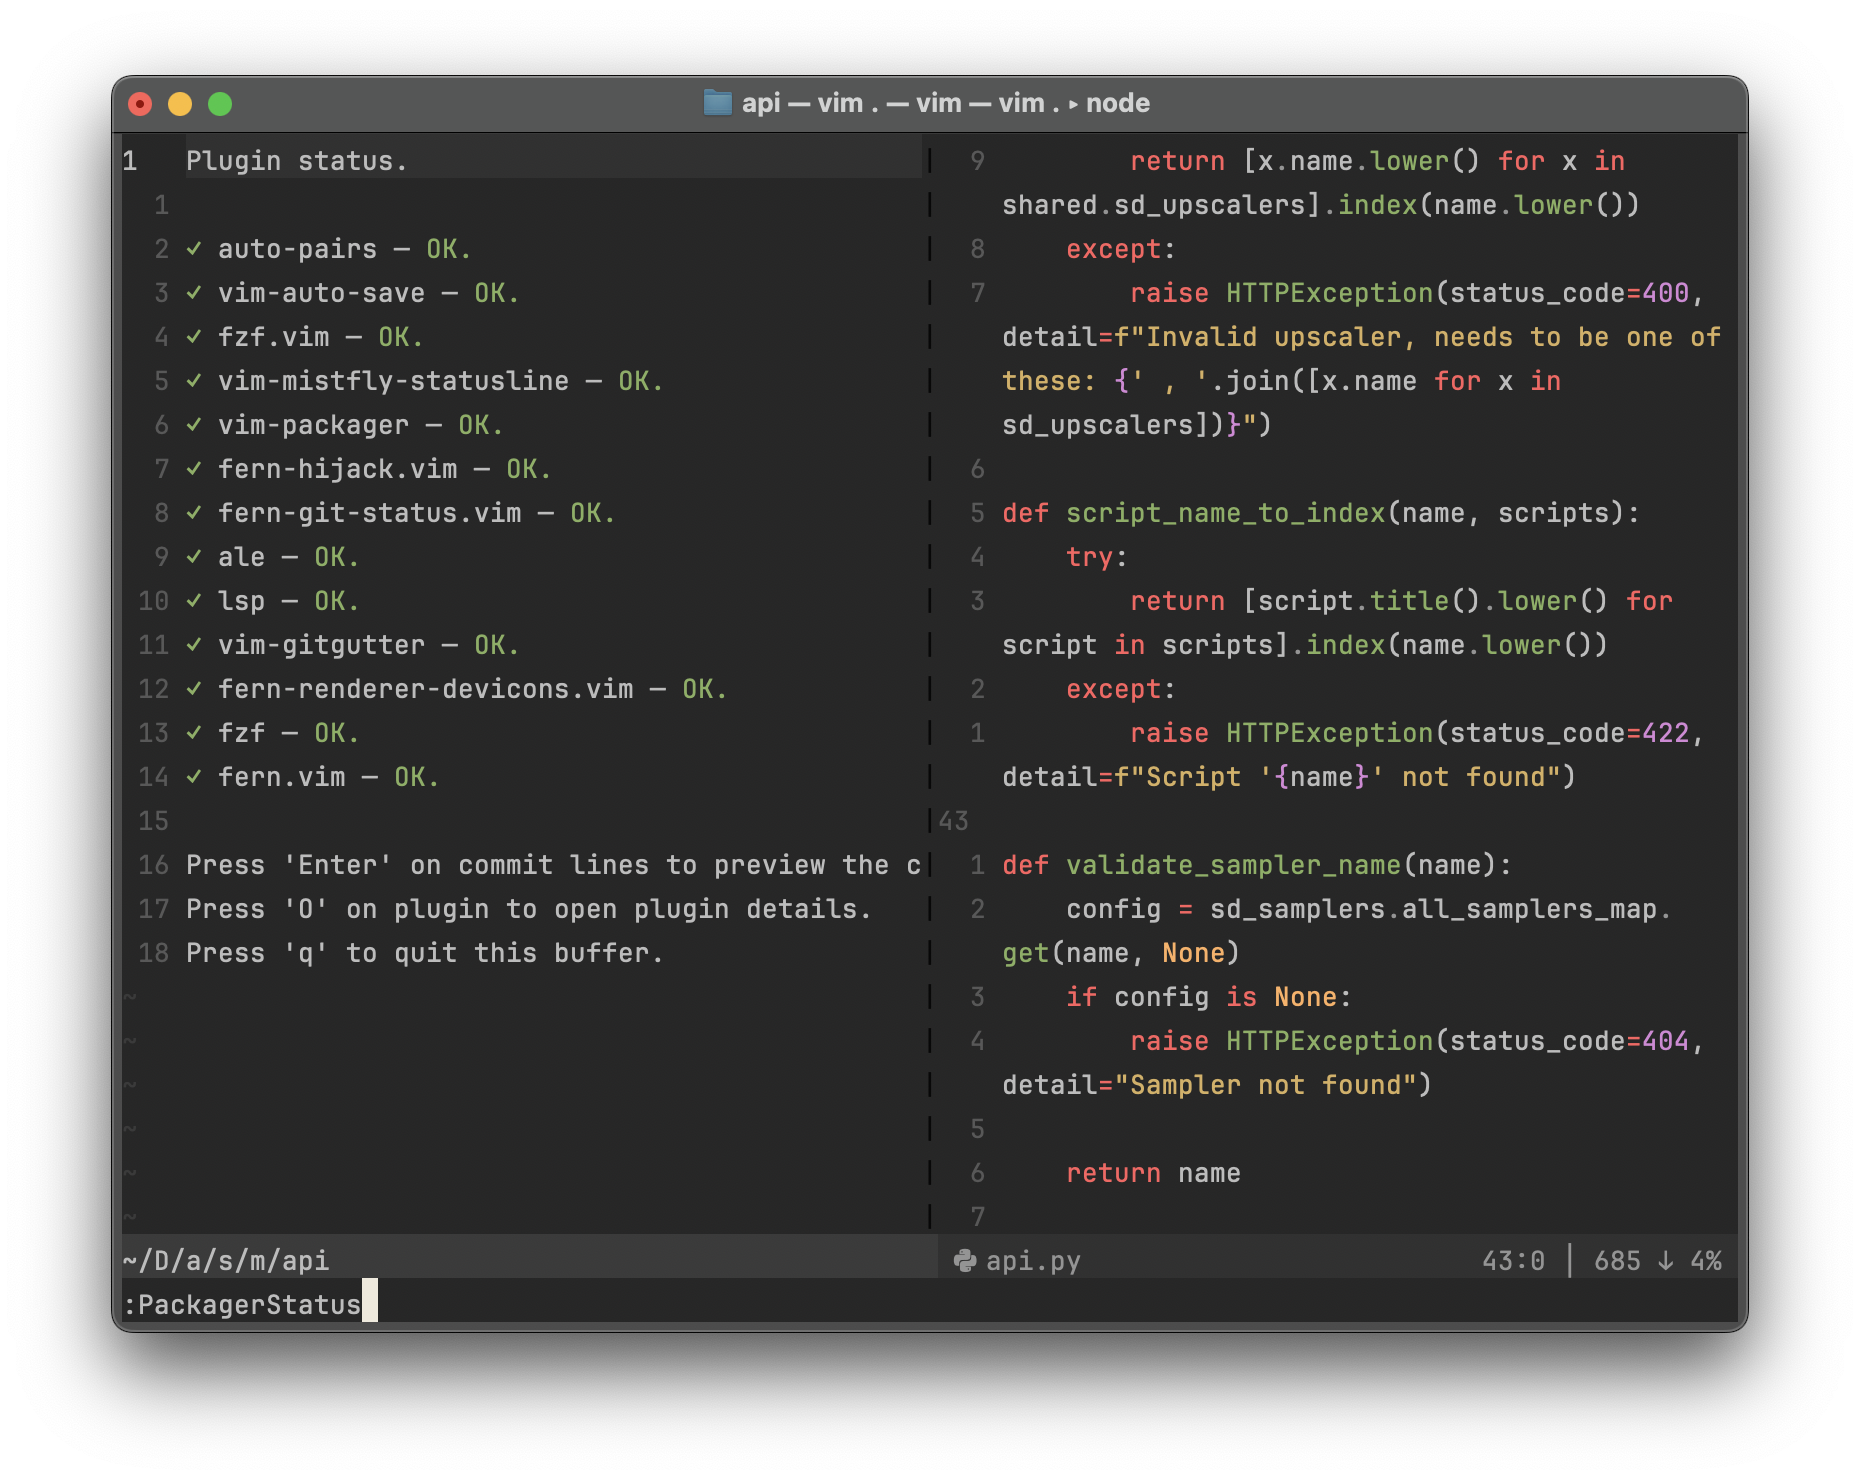 api — vim . — vim — vim . ▸ node
1 Plugin status.
1
2 ✓ auto-pairs — OK.
3 ✓ vim-auto-save — OK.
4 ✓ fzf.vim — OK.
5 ✓ vim-mistfly-statusline — OK.
6 ✓ vim-packager — OK.
7 ✓ fern-hijack.vim — OK.
8 ✓ fern-git-status.vim — OK.
9 ✓ ale — OK.
10 ✓ lsp — OK.
11 ✓ vim-gitgutter — OK.
12 ✓ fern-renderer-devicons.vim — OK.
13 ✓ fzf — OK.
14 ✓ fern.vim — OK.
15
16 Press 'Enter' on commit lines to preview the c
17 Press 'O' on plugin to open plugin details.
18 Press 'q' to quit this buffer.
~
~
~
~
~
~
~/D/a/s/m/api
9         return [x.name.lower() for x in
shared.sd_upscalers].index(name.lower())
8     except:
7         raise HTTPException(status_code=400,
detail=f"Invalid upscaler, needs to be one of
these: {' , '.join([x.name for x in
sd_upscalers])}")
6
5 def script_name_to_index(name, scripts):
4     try:
3         return [script.title().lower() for
script in scripts].index(name.lower())
2     except:
1         raise HTTPException(status_code=422,
detail=f"Script '{name}' not found")
43
1 def validate_sampler_name(name):
2     config = sd_samplers.all_samplers_map.
get(name, None)
3     if config is None:
4         raise HTTPException(status_code=404,
detail="Sampler not found")
5
6     return name
7
api.py 43:0 | 685 ↓ 4%
:PackagerStatus